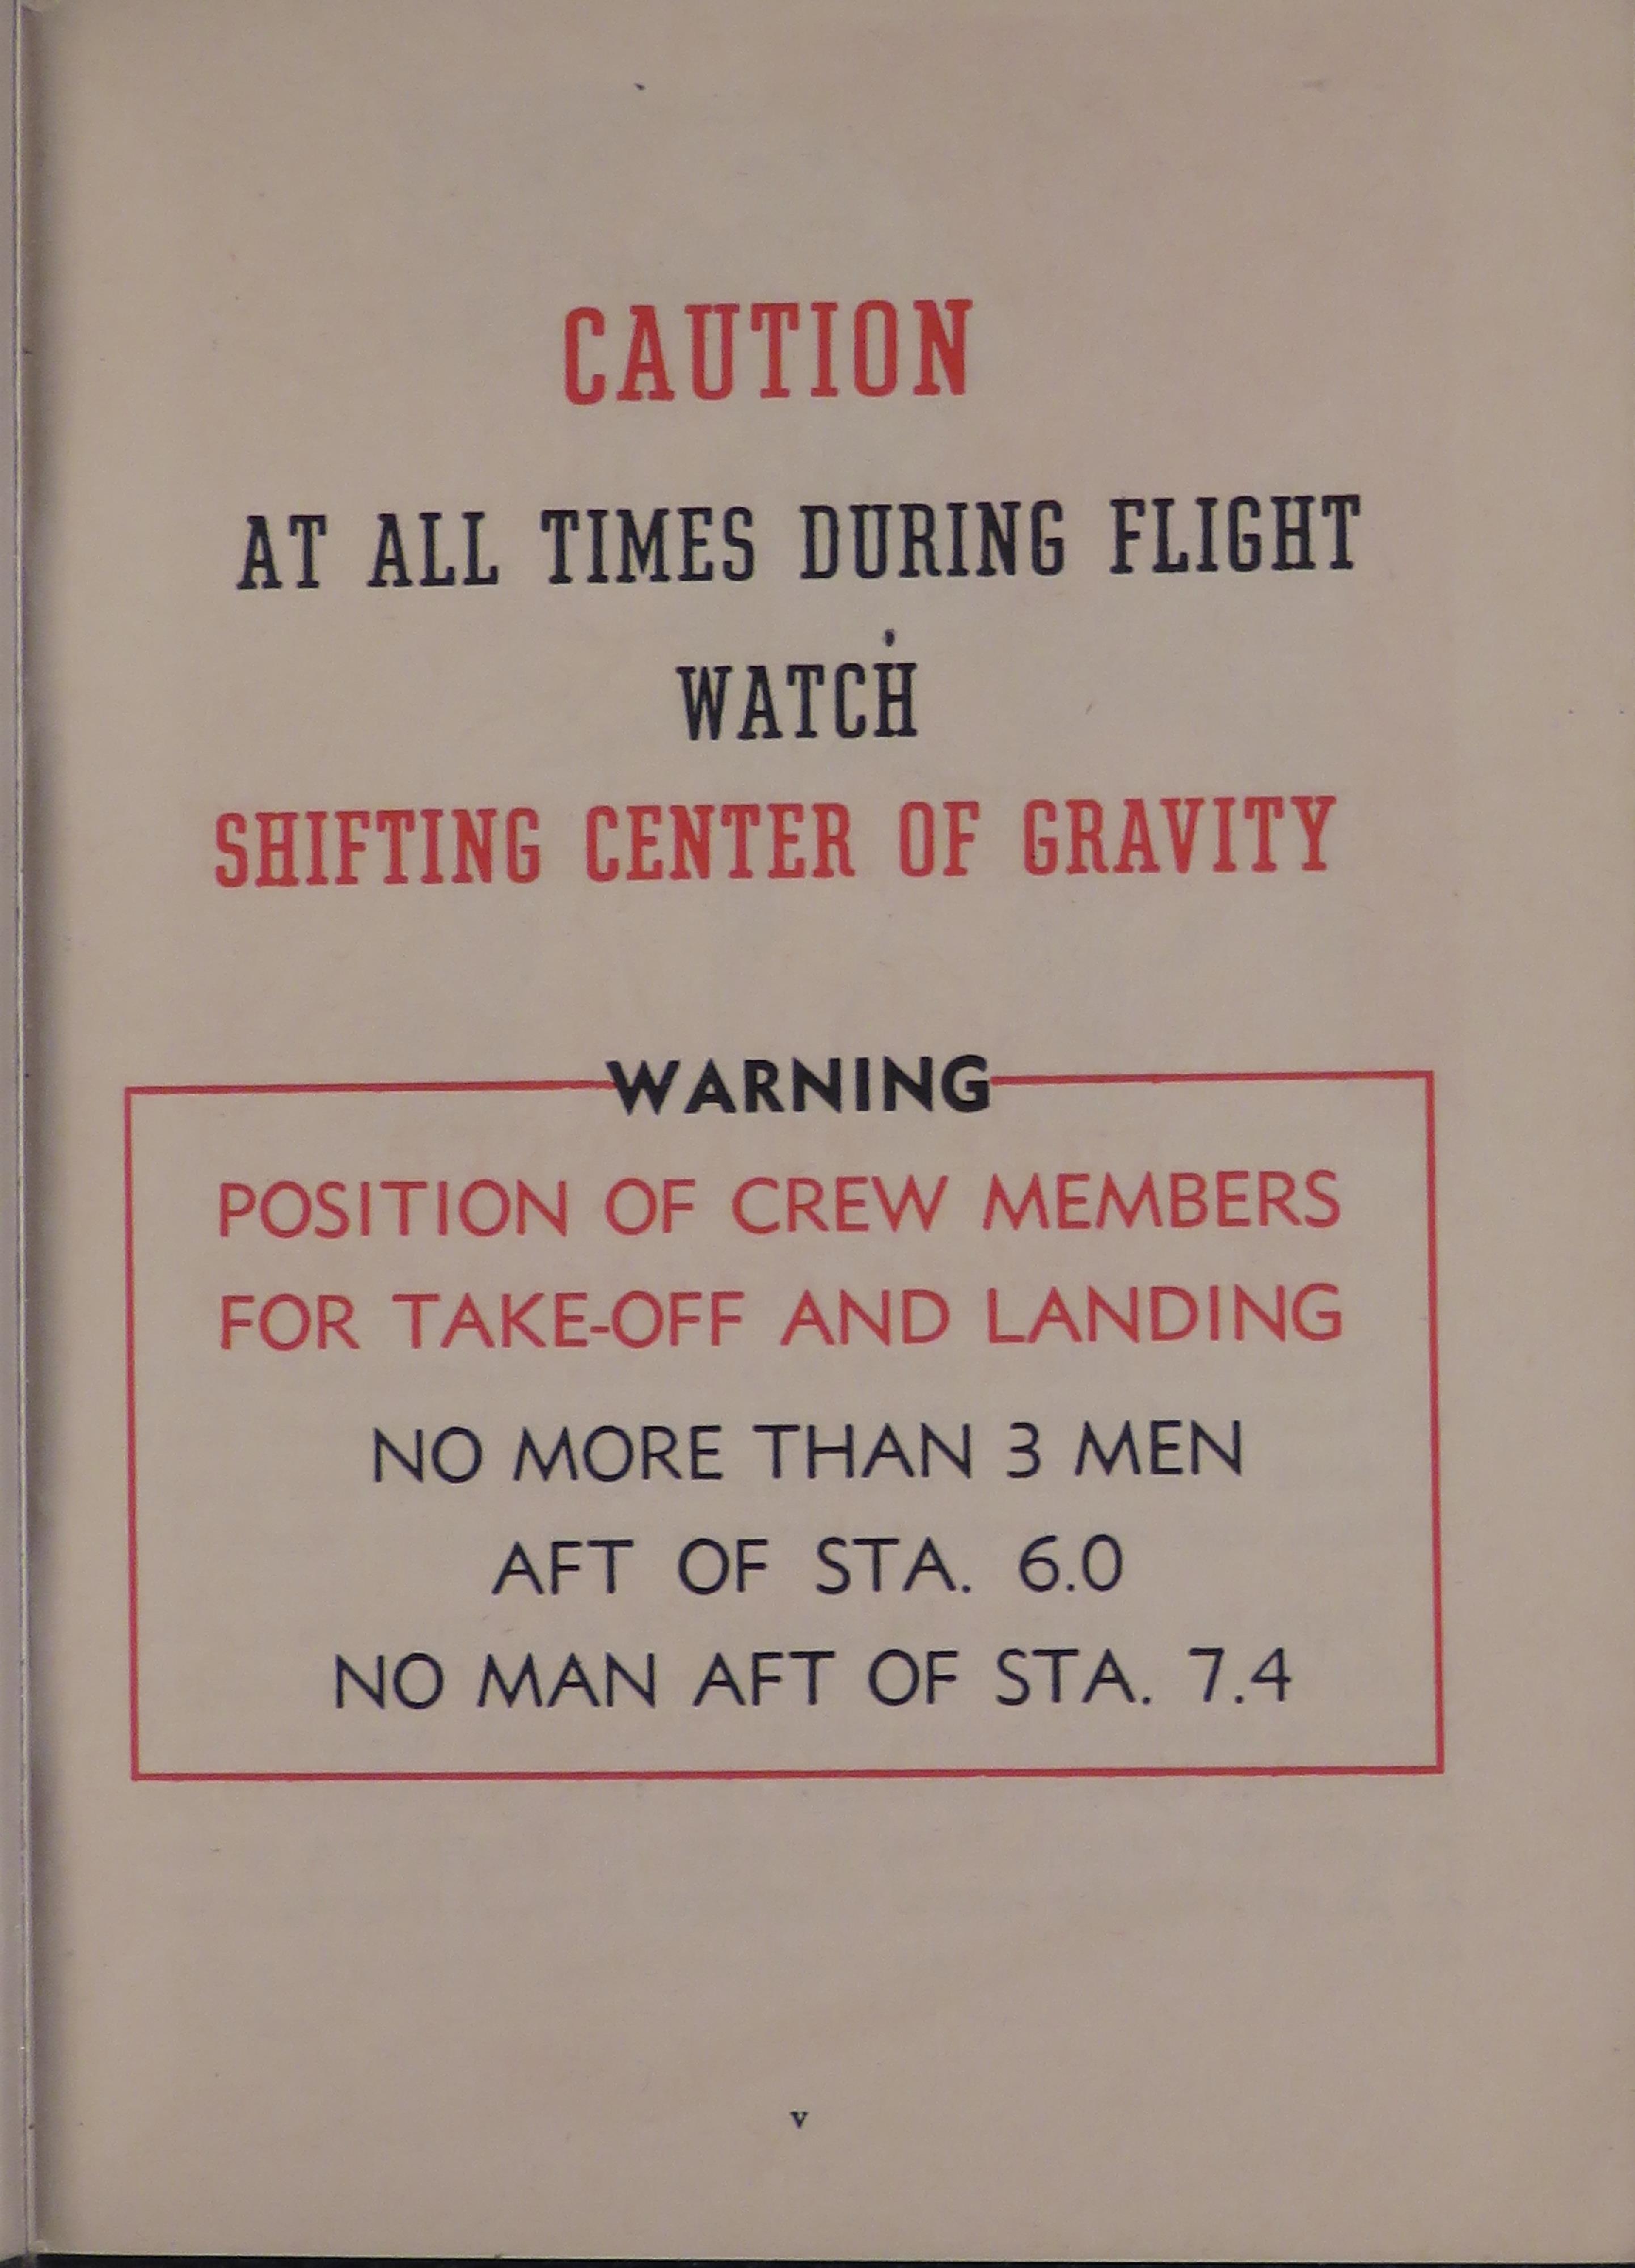 CAUTION
AT ALL TIMES DURING FLIGHT
WATCH
SHIFTING CENTER OF GRAVITY
WARNING
POSITION OF CREW MEMBERS
FOR TAKE-OFF AND LANDING
NO MORE THAN 3 MEN
AFT OF STA. 6.0
NO MAN AFT OF STA. 7.4
v